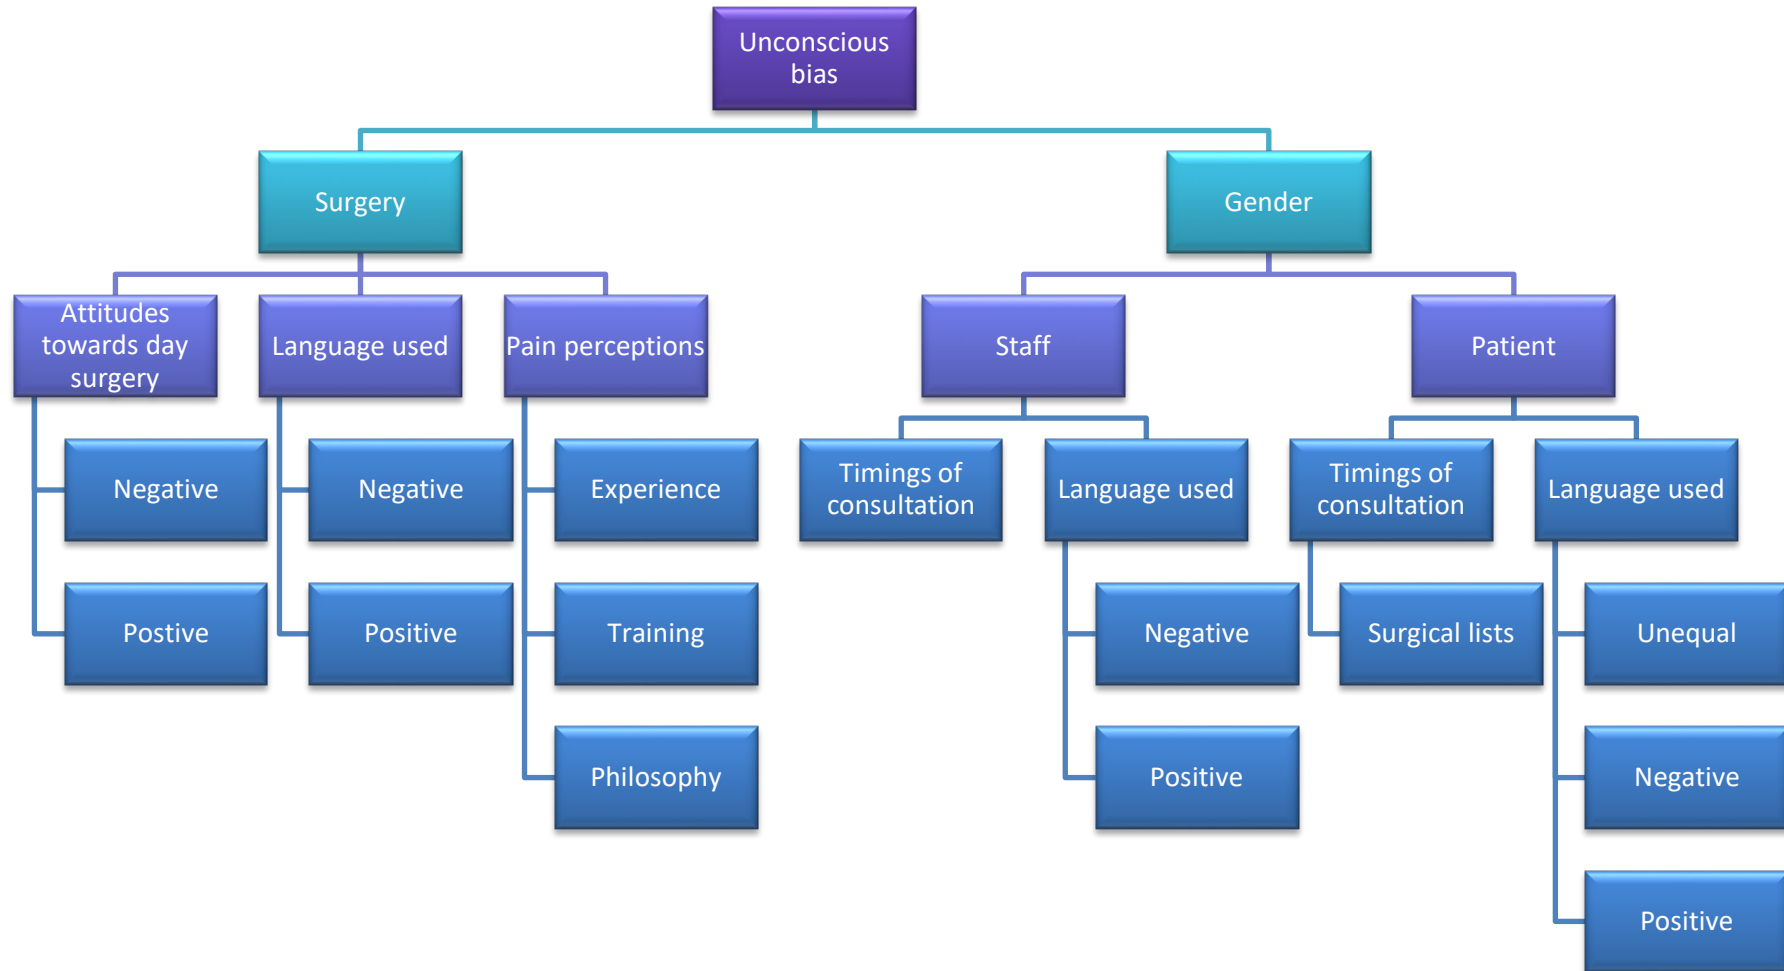 Unconscious
bias
Surgery
Gender
Attitudes
towards day
surgery
Language used
Pain perceptions
Staff
Patient
Negative
Negative
Experience
Timings of
consultation
Language used
Timings of
consultation
Language used
Postive
Positive
Training
Negative
Surgical lists
Unequal
Philosophy
Positive
Negative
Positive